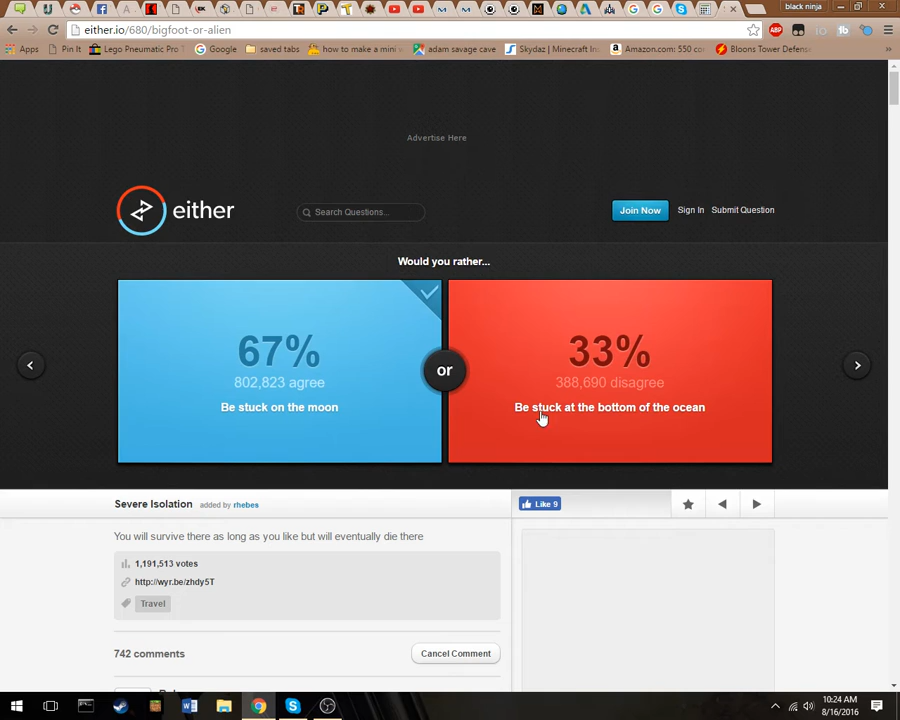 black ninja
either.io/680/bigfoot-or-alien
Apps
Pin It
Lego Pneumatic Pro T
Google
saved tabs
how to make a mini s
adam savage cave
Skydaz | Minecraft In
Amazon.com: 550 co
Bloons Tower Defens
Advertise Here
either
Search Questions...
Join Now
Sign In
Submit Question
Would you rather...
67%
802,823 agree
Be stuck on the moon
or
33%
388,690 disagree
Be stuck at the bottom of the ocean
Severe Isolation added by rhebes
Like 9
You will survive there as long as you like but will eventually die there
1,191,513 votes
http://wyr.be/zhdy5T
Travel
742 comments
Cancel Comment
10:24 AM
8/16/2016